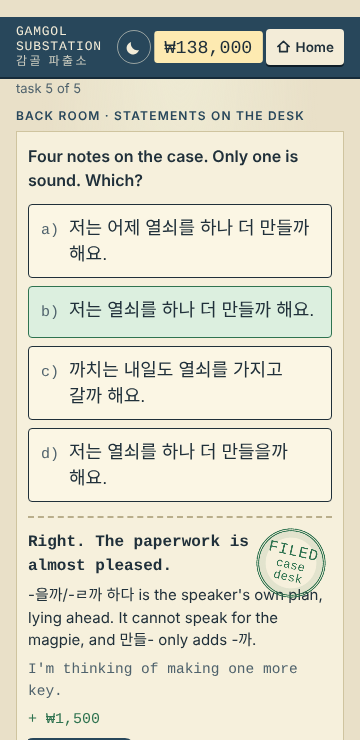 GAMGOL
SUBSTATION
감골 파출소
₩138,000
Home
task 5 of 5
BACK ROOM · STATEMENTS ON THE DESK
Four notes on the case. Only one is
sound. Which?
a) 저는 어제 열쇠를 하나 더 만들까
해요.
b) 저는 열쇠를 하나 더 만들까 해요.
c) 까치는 내일도 열쇠를 가지고
갈까 해요.
d) 저는 열쇠를 하나 더 만들을까
해요.
Right. The paperwork is
almost pleased.
FILED
case
desk
-을까/-ㄹ까 하다 is the speaker's own plan,
lying ahead. It cannot speak for the
magpie, and 만들- only adds -까.
I'm thinking of making one more
key.
+ ₩1,500